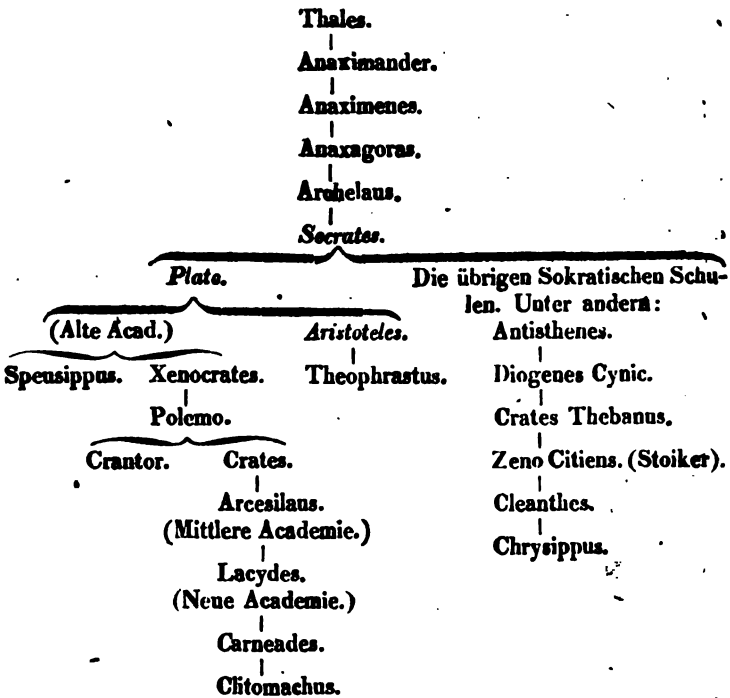 Thales.
Anaximander.
Anaximenes.
Anaxagoras.
Archelaus.
Socrates.
Plato.
Die übrigen Sokratischen Schu-
len. Unter andern:
(Alte Acad.)
Aristoteles.
Antisthenes.
Speusippus. Xenocrates.
Theophrastus.
Diogenes Cynic.
Polemo.
Crates Thebanus.
Crantor. Crates.
Zeno Citiens. (Stoiker).
Arcesilaus.
(Mittlere Academie.)
Cleanthes.
Chrysippus.
Lacydes.
(Neue Academie.)
Carneades.
Clitomachus.